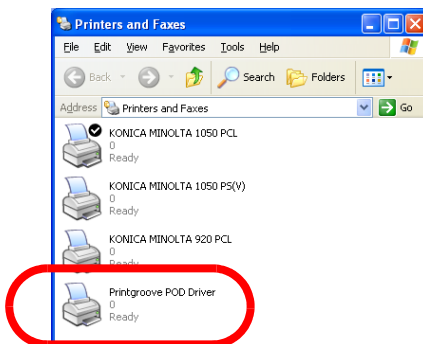 Printers and Faxes
File Edit View Favorites Tools Help
Back Search Folders
Address Printers and Faxes Go
KONICA MINOLTA 1050 PCL
0
Ready
KONICA MINOLTA 1050 PS(V)
0
Ready
KONICA MINOLTA 920 PCL
0
Ready
Printgroove POD Driver
0
Ready